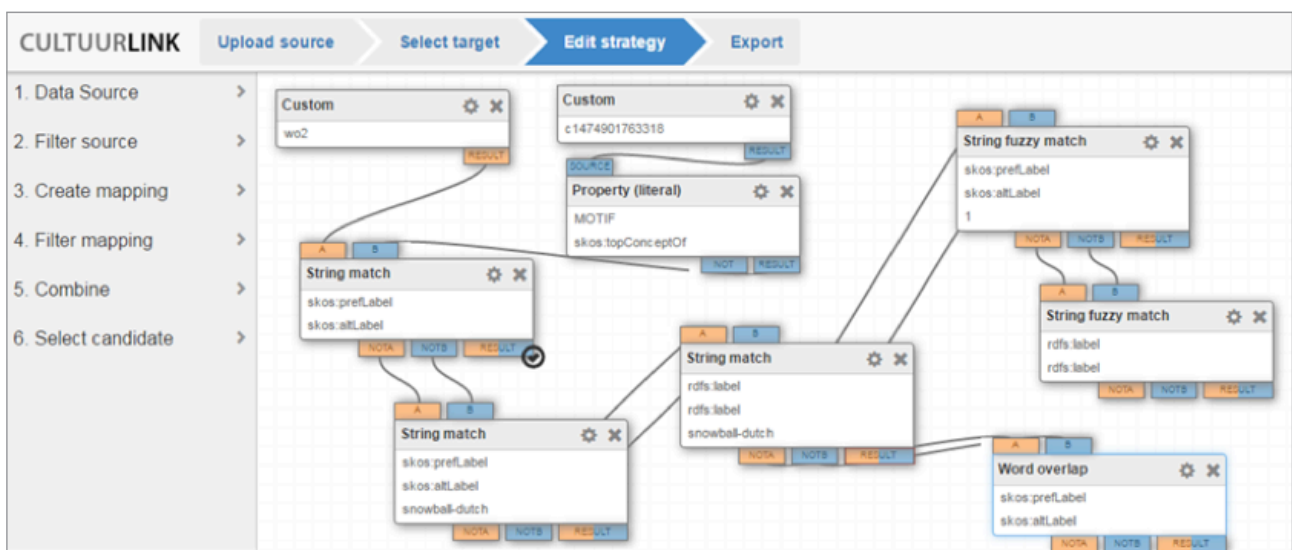 CULTUURLINK
Upload source
Select target
Edit strategy
Export
1. Data Source
2. Filter source
3. Create mapping
4. Filter mapping
5. Combine
6. Select candidate
Custom
wo2
RESULT
Custom
c1474901763318
RESULT
SOURCE
Property (literal)
MOTIF
skos:topConceptOf
NOT RESULT
A B
String match
skos:prefLabel
skos:altLabel
NOTA NOTB RESULT
A B
String match
skos:prefLabel
skos:altLabel
snowball-dutch
NOTA NOTB RESULT
A B
String match
rdfs:label
rdfs:label
snowball-dutch
NOTA NOTB RESULT
A B
String fuzzy match
skos:prefLabel
skos:altLabel
1
NOTA NOTB RESULT
A B
String fuzzy match
rdfs:label
rdfs:label
NOTA NOTB RESULT
A B
Word overlap
skos:prefLabel
skos:altLabel
NOTA NOTB RESULT